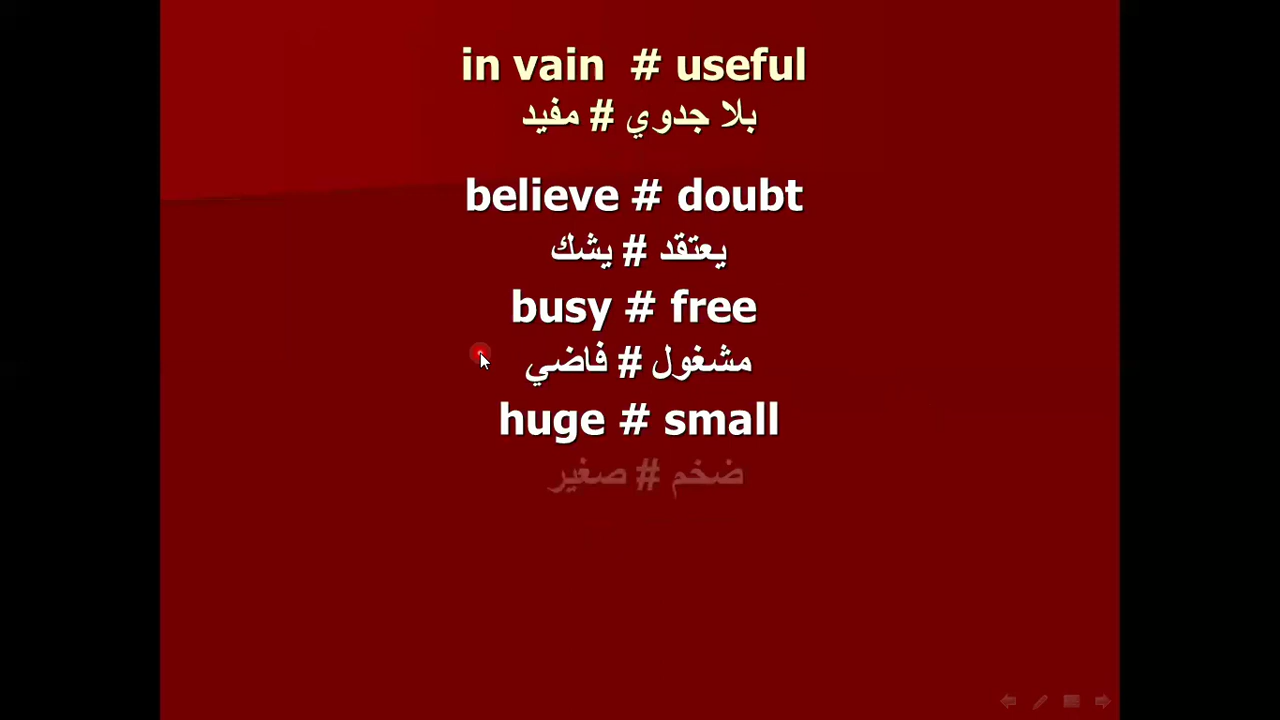 in vain # useful
بلا جدوي # مفيد
believe # doubt
يعتقد # يشك
busy # free
مشغول # فاضي
huge # small
ضخم # صغير